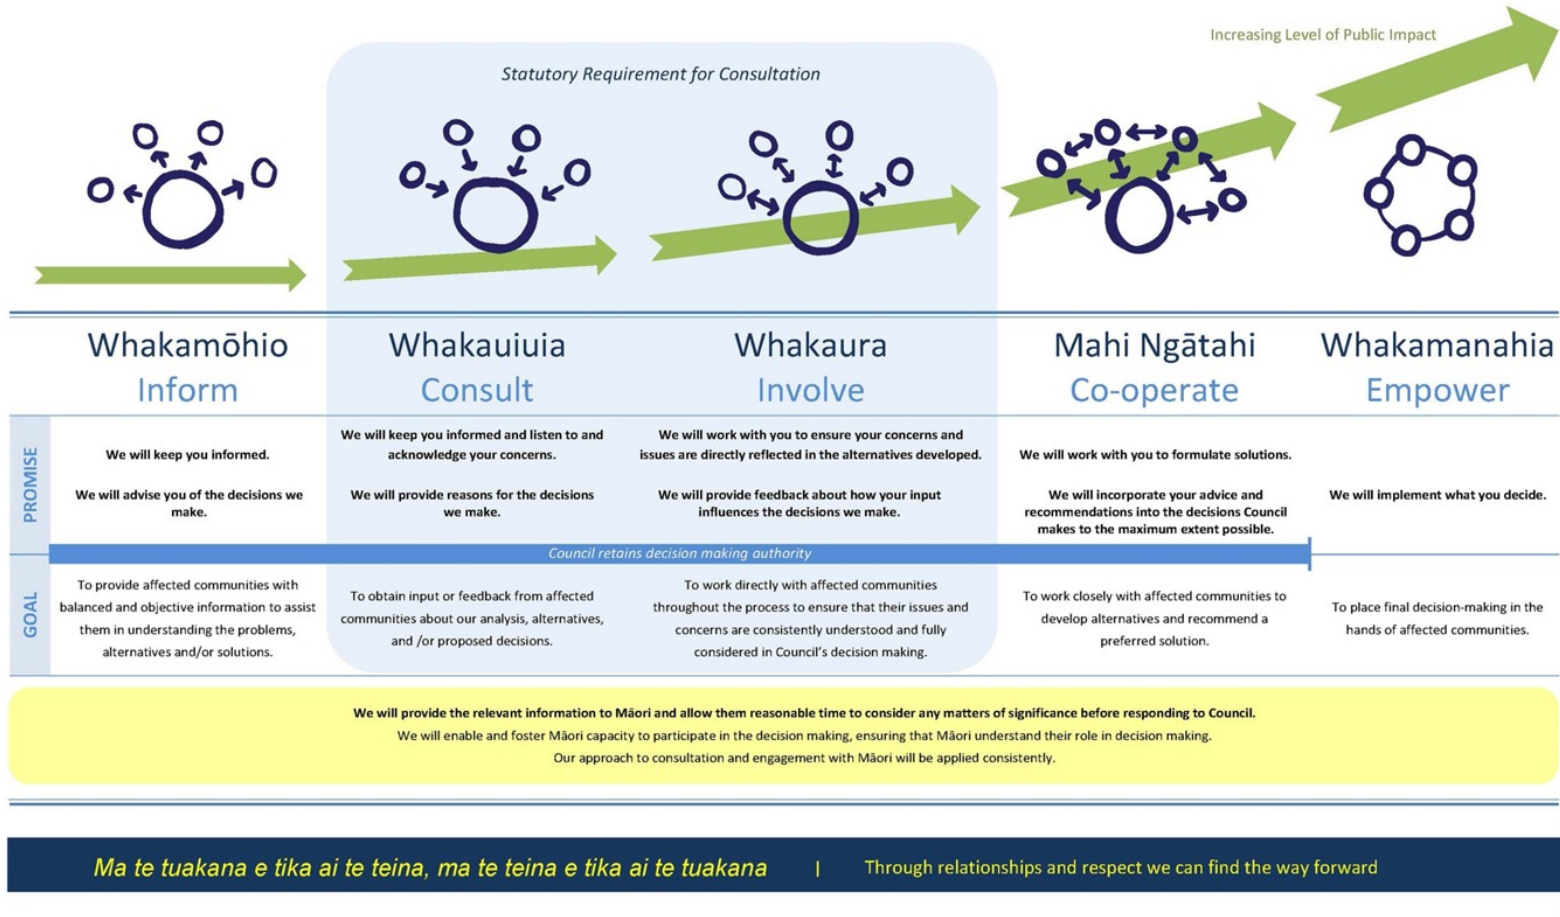 Increasing Level of Public Impact
Statutory Requirement for Consultation
Whakamōhio
Inform
Whakauiuia
Consult
Whakaura
Involve
Mahi Ngātahi
Co-operate
Whakamanahia
Empower
PROMISE
We will keep you informed.
We will advise you of the decisions we
make.
We will keep you informed and listen to and
acknowledge your concerns.
We will provide reasons for the decisions
we make.
We will work with you to ensure your concerns and
issues are directly reflected in the alternatives developed.
We will provide feedback about how your input
influences the decisions we make.
We will work with you to formulate solutions.
We will incorporate your advice and
recommendations into the decisions Council
makes to the maximum extent possible.
We will implement what you decide.
Council retains decision making authority
GOAL
To provide affected communities with
balanced and objective information to assist
them in understanding the problems,
alternatives and/or solutions.
To obtain input or feedback from affected
communities about our analysis, alternatives,
and /or proposed decisions.
To work directly with affected communities
throughout the process to ensure that their issues and
concerns are consistently understood and fully
considered in Council's decision making.
To work closely with affected communities to
develop alternatives and recommend a
preferred solution.
To place final decision-making in the
hands of affected communities.
We will provide the relevant information to Māori and allow them reasonable time to consider any matters of significance before responding to Council.
We will enable and foster Māori capacity to participate in the decision making, ensuring that Māori understand their role in decision making.
Our approach to consultation and engagement with Māori will be applied consistently.
Ma te tuakana e tika ai te teina, ma te teina e tika ai te tuakana | Through relationships and respect we can find the way forward